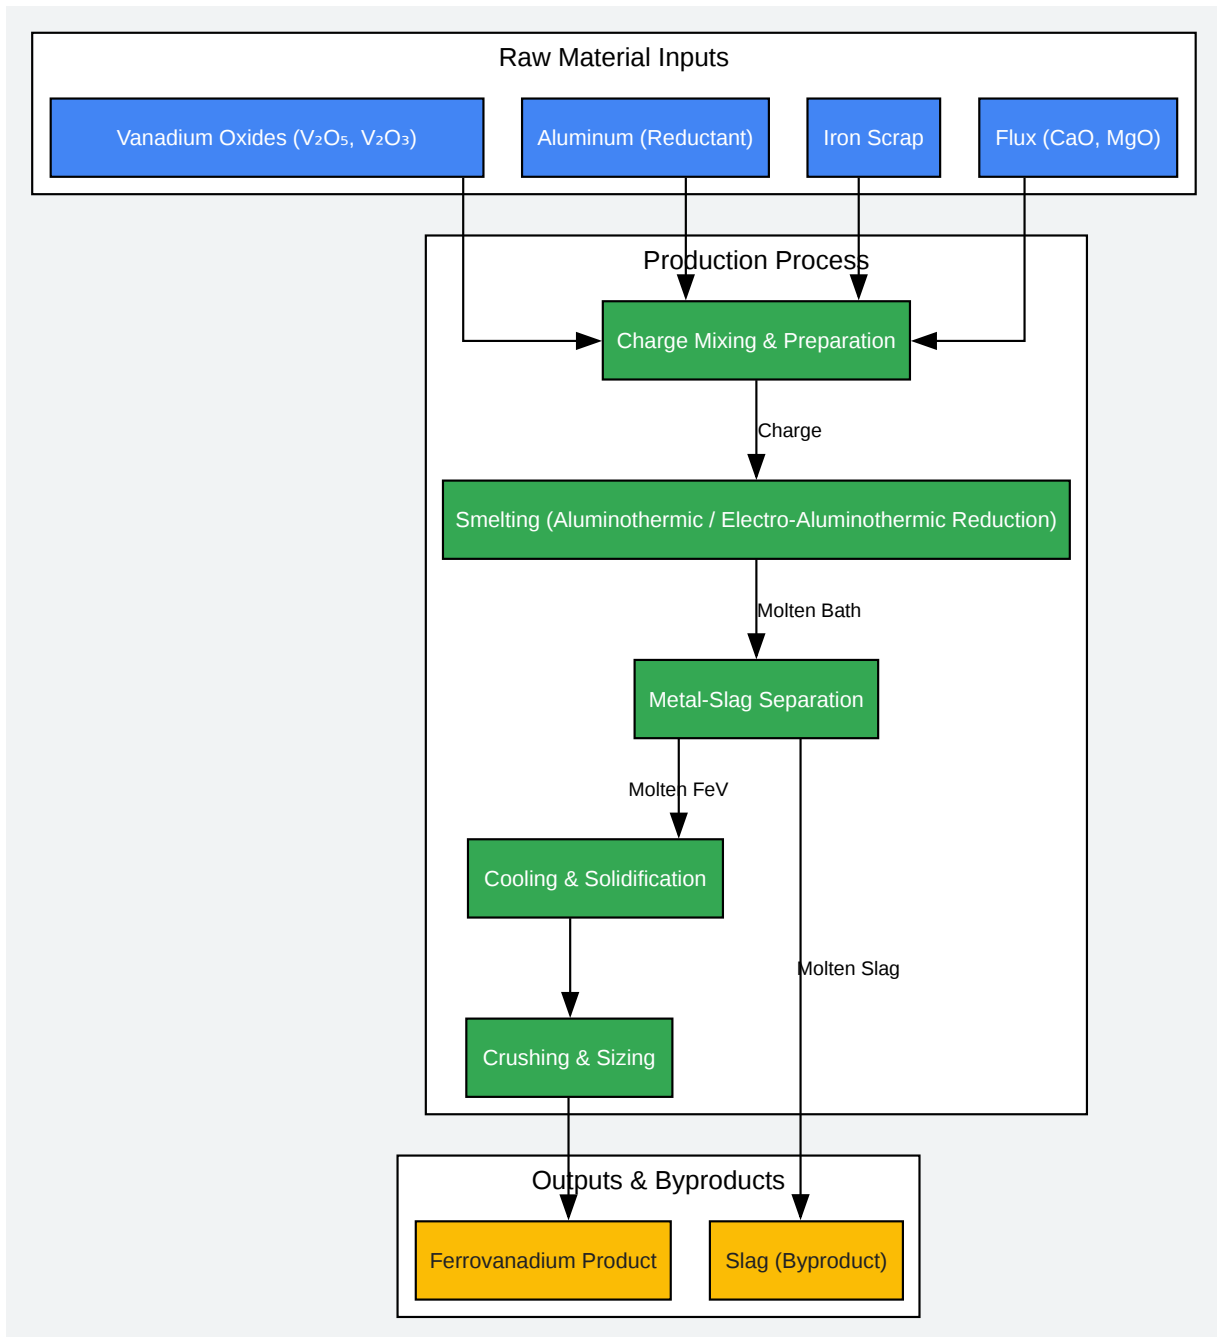 Raw Material Inputs
Vanadium Oxides (V₂O₅, V₂O₃)
Aluminum (Reductant)
Iron Scrap
Flux (CaO, MgO)
Production Process
Charge Mixing & Preparation
Charge
Smelting (Aluminothermic / Electro-Aluminothermic Reduction)
Molten Bath
Metal-Slag Separation
Molten FeV
Cooling & Solidification
Molten Slag
Crushing & Sizing
Outputs & Byproducts
Ferrovanadium Product
Slag (Byproduct)